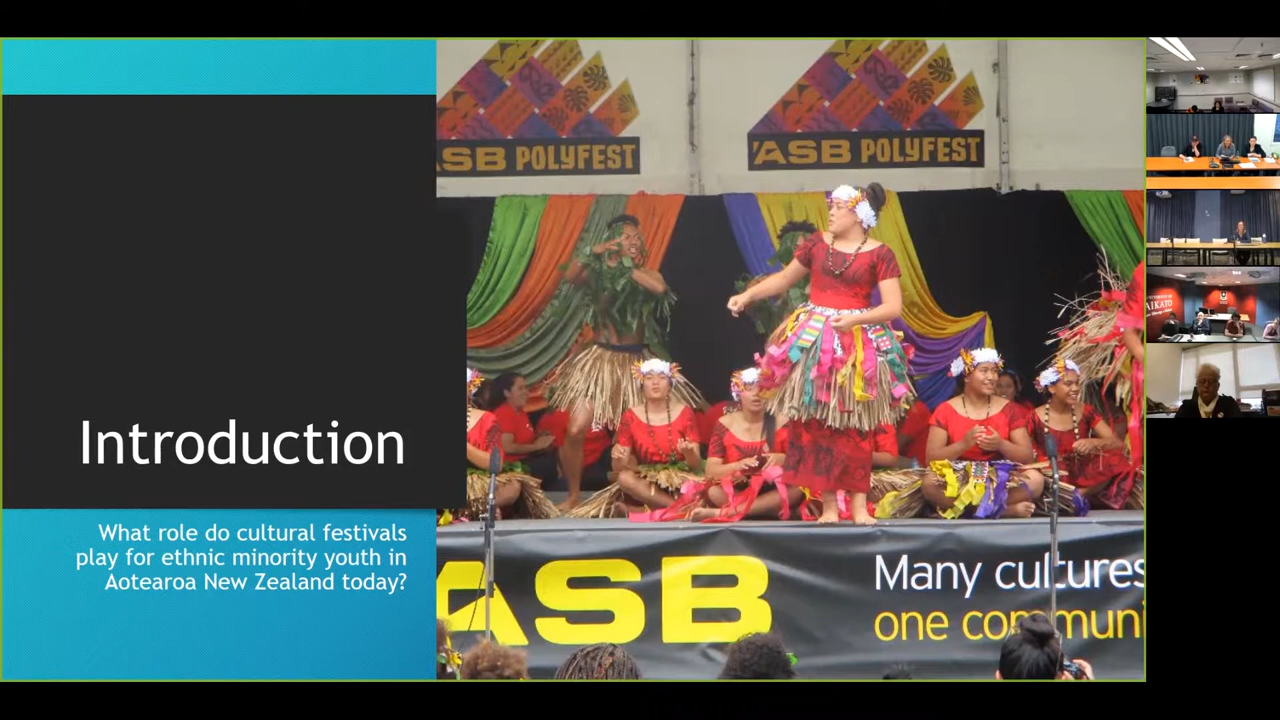 Introduction
What role do cultural festivals
play for ethnic minority youth in
Aotearoa New Zealand today?
ASB POLYFEST
ASB POLYFEST
ASB
Many cultures
one communi
AIKATO